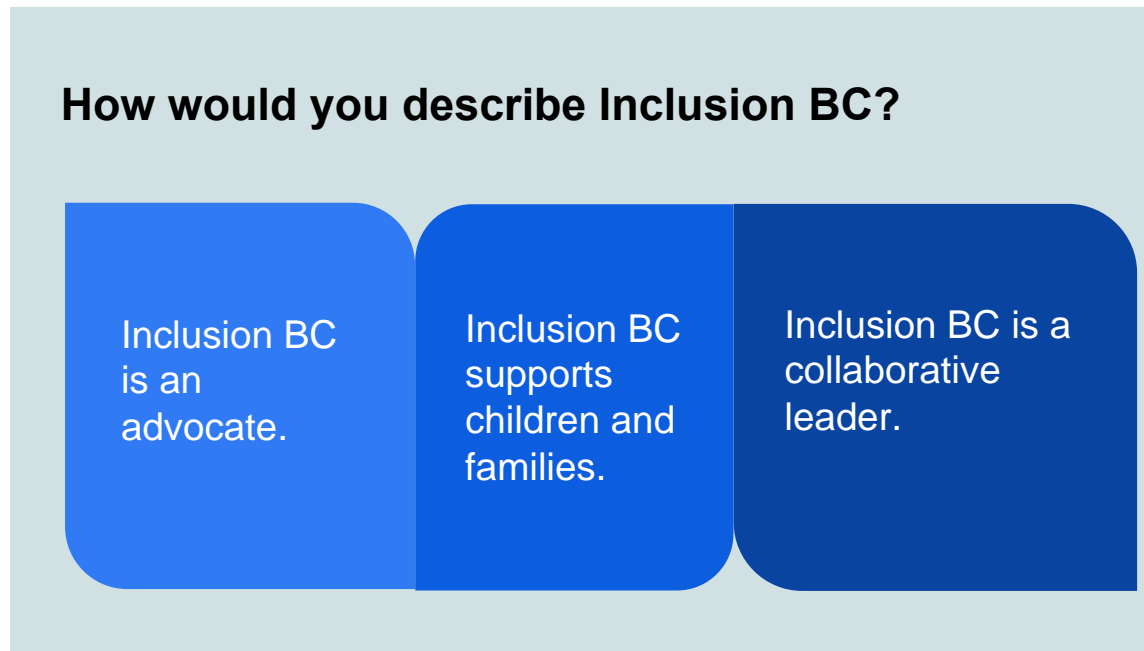 How would you describe Inclusion BC?
Inclusion BC
is an
advocate.
Inclusion BC
supports
children and
families.
Inclusion BC is a
collaborative
leader.